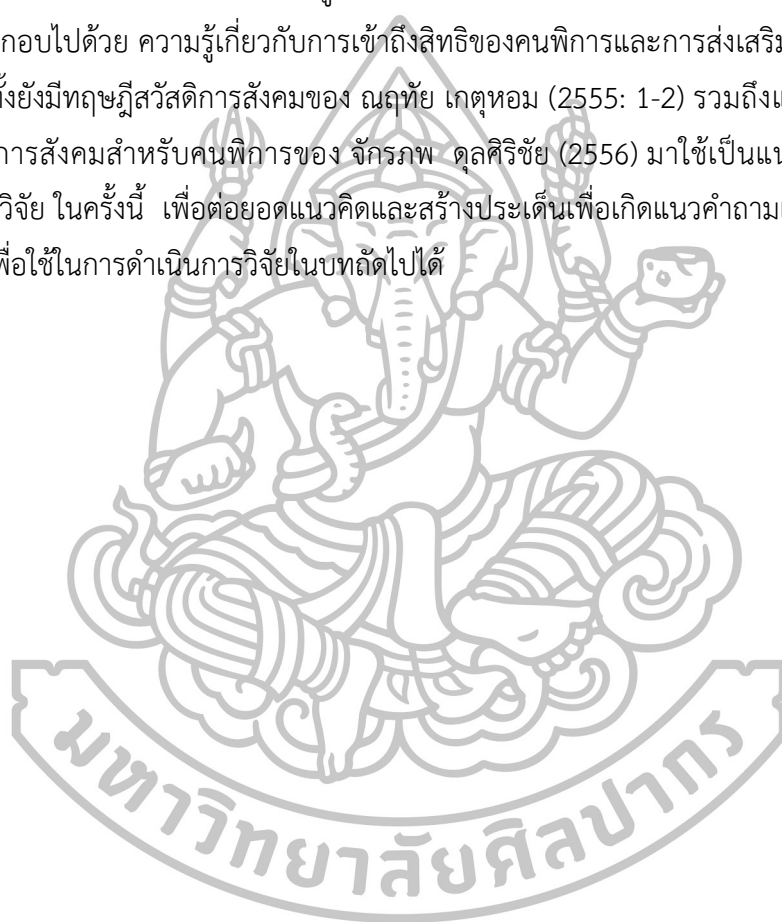 กอบไปด้วย ความรู้เกี่ยวกับการเข้าถึงสิทธิของคนพิการและการส่งเสริม
ทั้งยังมีทฤษฎีสวัสดิการสังคมของ ณฤทัย เกตุหอม (2555: 1-2) รวมถึง
การสังคมสำหรับคนพิการของ จักรภพ ดุลศิริชัย (2556) มาใช้เป็น
วิจัย ในครั้งนี้ เพื่อต่อยอดแนวคิดและสร้างประเด็นเพื่อเกิดแนวคำถาม
พื่อใช้ในการดำเนินการวิจัยในบทถัดไปได้
มหาวิทยาลัยศิลปากร